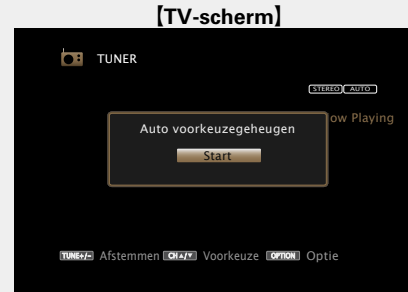 【TV-scherm】
TUNER
STEREO AUTO
ow Playing
Auto voorkeuzegeheugen
Start
TUNE+/- Afstemmen CH▲/▼ Voorkeuze OPTION Optie